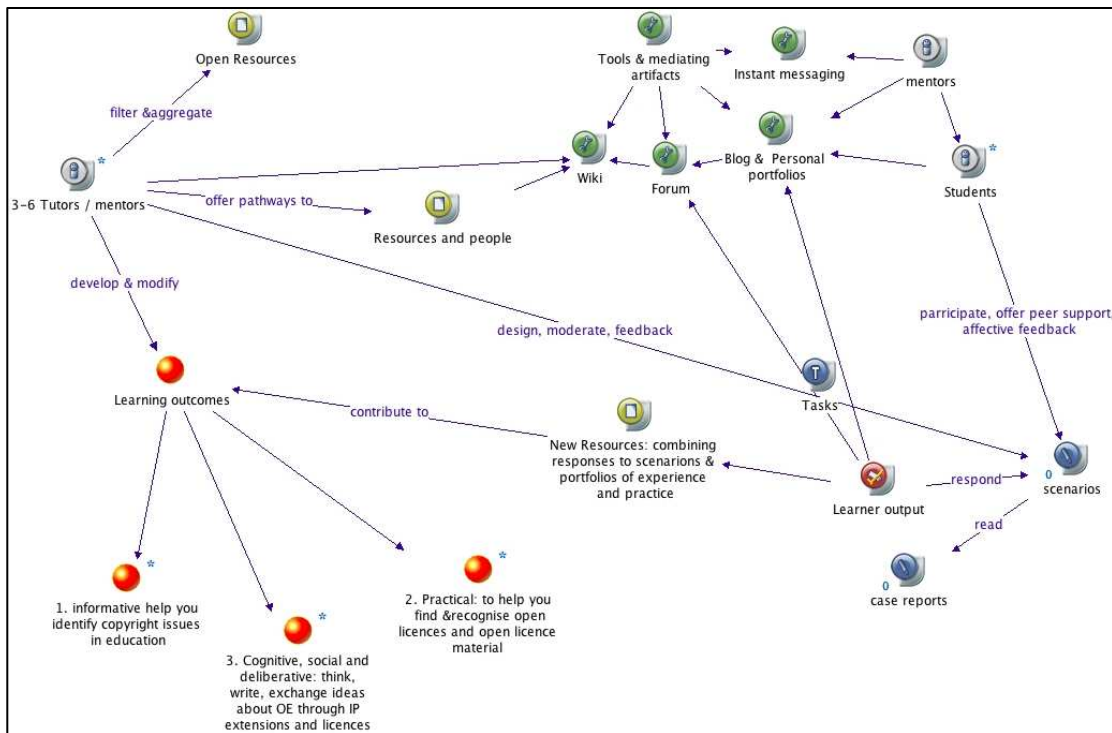 Open Resources
Tools & mediating
artifacts
Instant messaging
mentors
filter &aggregate
*
3-6 Tutors / mentors
Wiki
Forum
Blog & Personal
portfolios
*
Students
offer pathways to
Resources and people
develop & modify
design, moderate, feedback
parricipate, offer peer support,
affective feedback
Learning outcomes
T
Tasks
contribute to
New Resources: combining
responses to scenarions &
portfolios of experience
and practice
Learner output
respond
0
scenarios
read
0
case reports
*
1. informative help you
identify copyright issues
in education
*
3. Cognitive, social and
deliberative: think,
write, exchange ideas
about OE through IP
extensions and licences
*
2. Practical: to help you
find &recognise open
licences and open licence
material